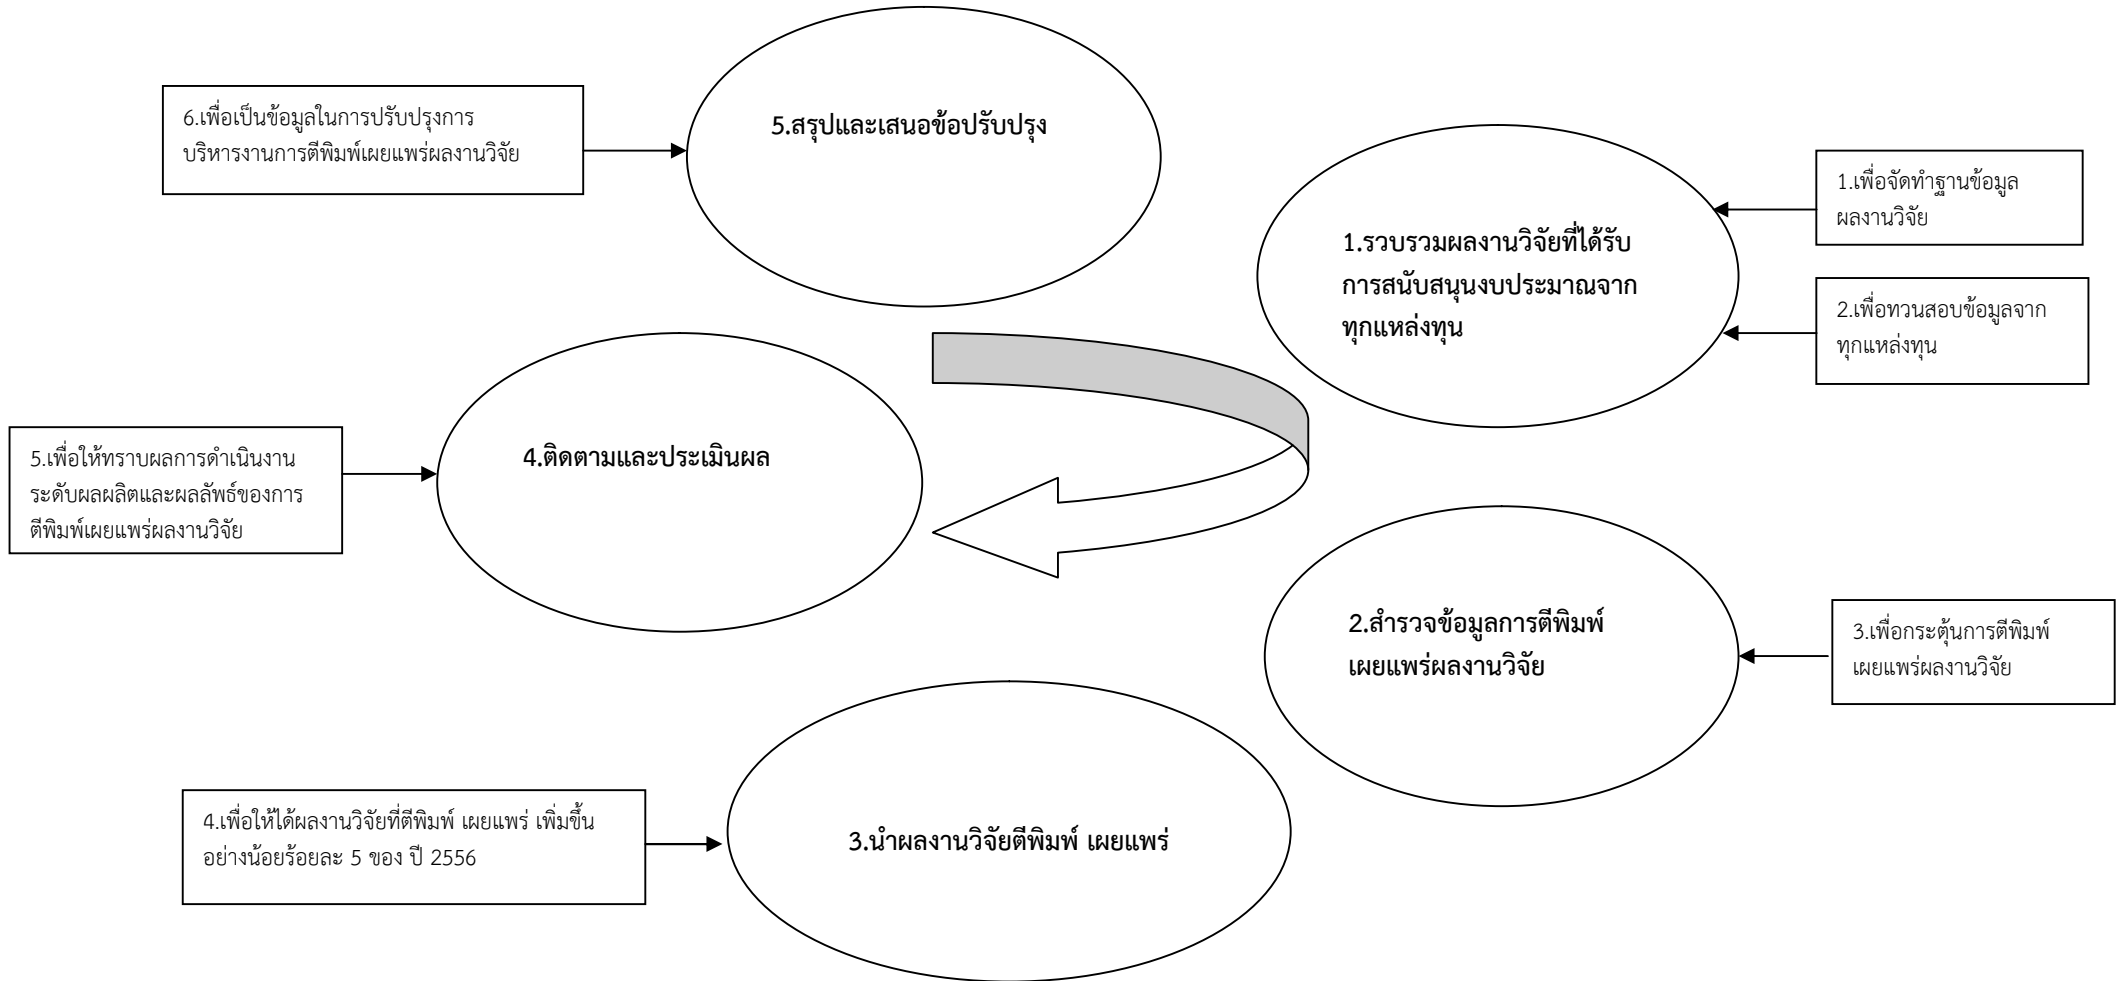 5.สรุปและเสนอข้อปรับปรุง
6.เพื่อเป็นข้อมูลในการปรับปรุงการ
บริหารงานการตีพิมพ์เผยแพร่ผลงานวิจัย
1.รวบรวมผลงานวิจัยที่ได้รับ
การสนับสนุนงบประมาณจาก
ทุกแหล่งทุน
1.เพื่อจัดทำฐานข้อมูล
ผลงานวิจัย
2.เพื่อทวนสอบข้อมูลจาก
ทุกแหล่งทุน
4.ติดตามและประเมินผล
5.เพื่อให้ทราบผลการดำเนินงาน
ระดับผลผลิตและผลลัพธ์ของการ
ตีพิมพ์เผยแพร่ผลงานวิจัย
2.สำรวจข้อมูลการตีพิมพ์
เผยแพร่ผลงานวิจัย
3.เพื่อกระตุ้นการตีพิมพ์
เผยแพร่ผลงานวิจัย
4.เพื่อให้ได้ผลงานวิจัยที่ตีพิมพ์ เผยแพร่ เพิ่มขึ้น
อย่างน้อยร้อยละ 5 ของ ปี 2556
3.นำผลงานวิจัยตีพิมพ์ เผยแพร่